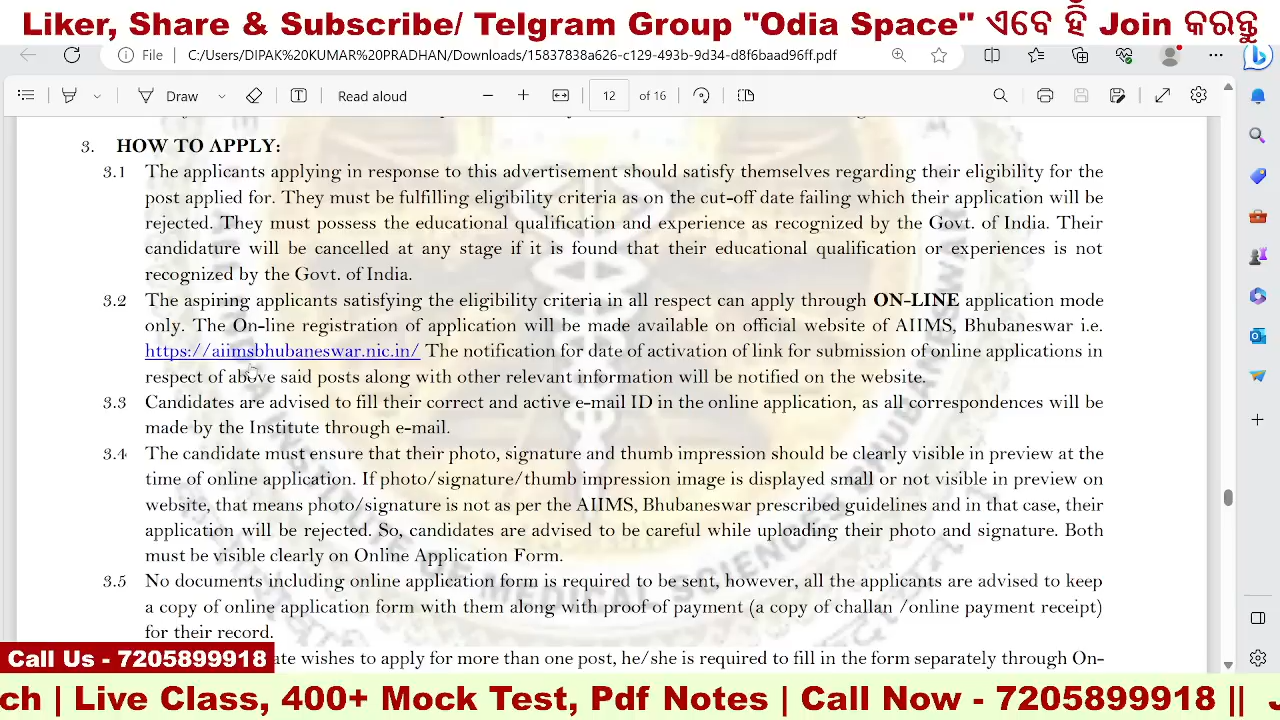 Liker, Share & Subscribe/ Telgram Group "Odia Space" ଏବେ ହିଁ Join କରନ୍ତୁ
File
C:/Users/DIPAK%20KUMAR%20PRADHAN/Downloads/15877838a626-c129-493b-9d34-d8f6baad96ff.pdf
Draw
Read aloud
12 of 16
3. HOW TO APPLY:
3.1 The applicants applying in response to this advertisement should satisfy themselves regarding their eligibility for the
post applied for. They must be fulfilling eligibility criteria as on the cut-off date failing which their application will be
rejected. They must possess the educational qualification and experience as recognized by the Govt. of India. Their
candidature will be cancelled at any stage if it is found that their educational qualification or experiences is not
recognized by the Govt. of India.
3.2 The aspiring applicants satisfying the eligibility criteria in all respect can apply through ON-LINE application mode
only. The On-line registration of application will be made available on official website of AIIMS, Bhubaneswar i.e.
https://aiimsbhubaneswar.nic.in/ The notification for date of activation of link for submission of online applications in
respect of above said posts along with other relevant information will be notified on the website.
3.3 Candidates are advised to fill their correct and active e-mail ID in the online application, as all correspondences will be
made by the Institute through e-mail.
3.4 The candidate must ensure that their photo, signature and thumb impression should be clearly visible in preview at the
time of online application. If photo/signature/thumb impression image is displayed small or not visible in preview on
website, that means photo/signature is not as per the AIIMS, Bhubaneswar prescribed guidelines and in that case, their
application will be rejected. So, candidates are advised to be careful while uploading their photo and signature. Both
must be visible clearly on Online Application Form.
3.5 No documents including online application form is required to be sent, however, all the applicants are advised to keep
a copy of online application form with them along with proof of payment (a copy of challan /online payment receipt)
for their record.
wishes to apply for more than one post, he/she is required to fill in the form separately through On-
Call Us - 7205899918
ch | Live Class, 400+ Mock Test, Pdf Notes | Call Now - 7205899918 ||